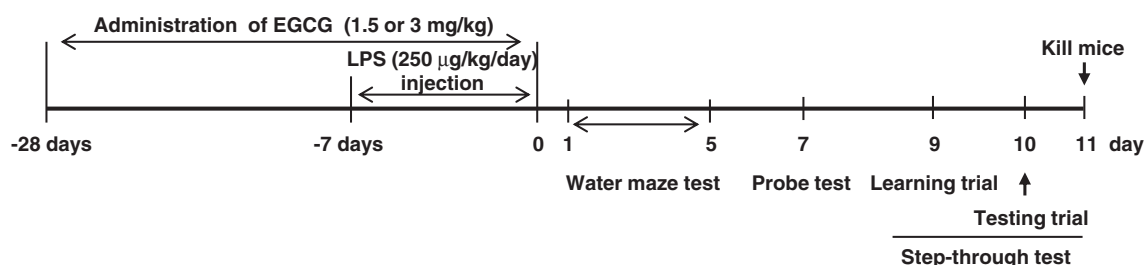 Administration of EGCG (1.5 or 3 mg/kg)
Kill mice
LPS (250 μg/kg/day)
injection
-28 days
-7 days
0
1
5
7
9
10
11 day
Water maze test
Probe test
Learning trial
Testing trial
Step-through test